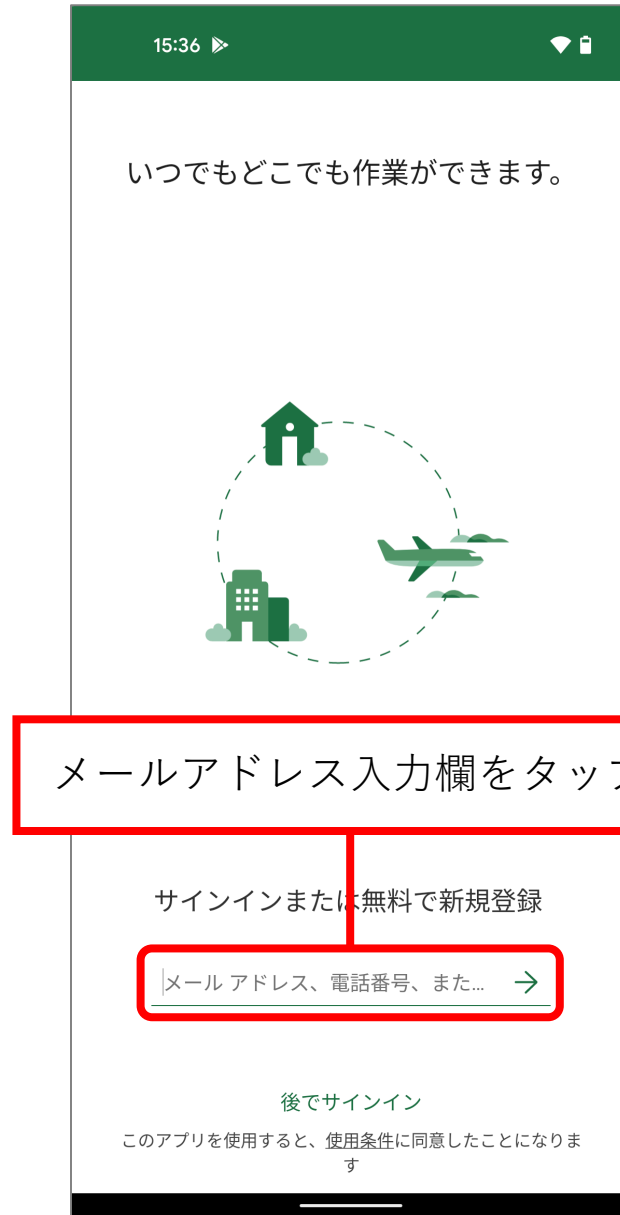 15:36
いつでもどこでも作業ができます。
メールアドレス入力欄をタッ
サインインまたは無料で新規登録
メール アドレス、電話番号、また...
後でサインイン
このアプリを使用すると、使用条件に同意したことになりま
す